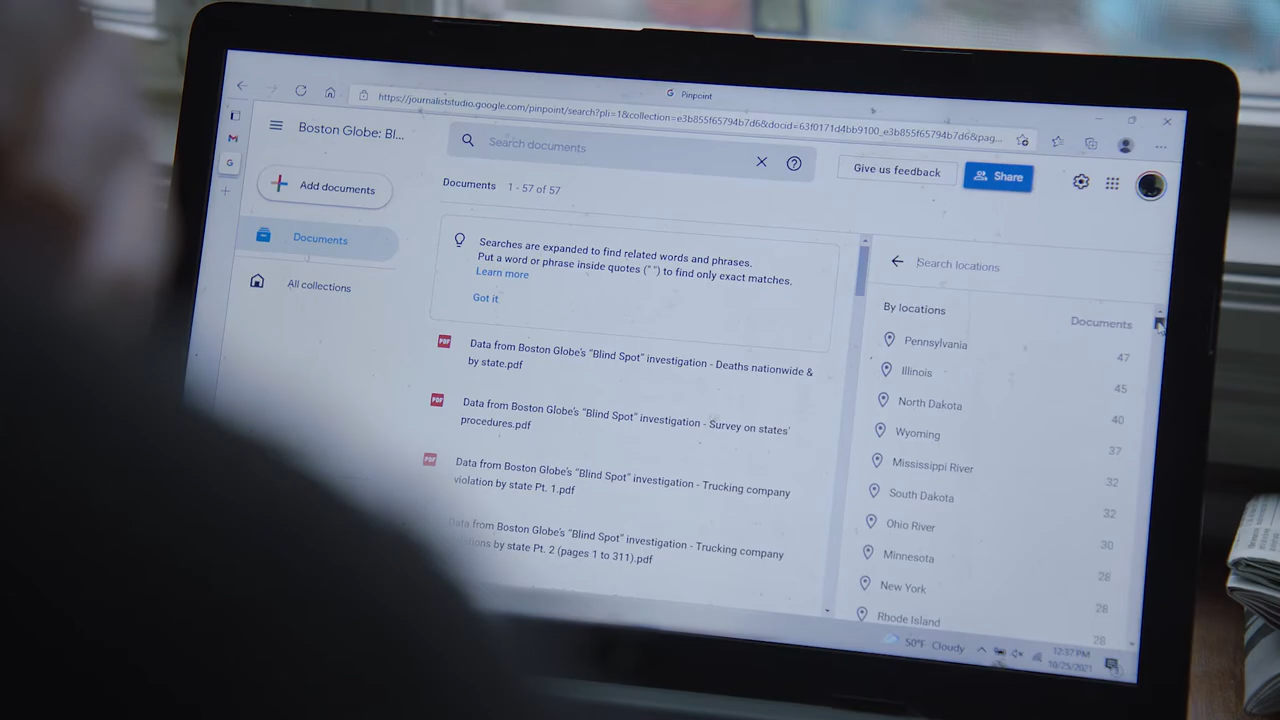 Pinpoint
https://journaliststudio.google.com/pinpoint/search?pli=1&collection=e3b855f65794b7d6&docid=63f0171d4bb9100_e3b855f65794b7d6&pag...
Boston Globe: Bl...
Search documents
Give us feedback
Share
Add documents
Documents 1 - 57 of 57
Documents
All collections
Searches are expanded to find related words and phrases.
Put a word or phrase inside quotes (" ") to find only exact matches.
Learn more
Got it
Data from Boston Globe's "Blind Spot" investigation - Deaths nationwide &
by state.pdf
Data from Boston Globe's "Blind Spot" investigation - Survey on states'
procedures.pdf
Data from Boston Globe's "Blind Spot" investigation - Trucking company
violation by state Pt. 1.pdf
Data from Boston Globe's "Blind Spot" investigation - Trucking company
by state Pt. 2 (pages 1 to 311).pdf
Search locations
By locations Documents
Pennsylvania 47
Illinois 45
North Dakota 40
Wyoming 37
Mississippi River 32
South Dakota 32
Ohio River 30
Minnesota 28
New York 28
Rhode Island 28
50°F Cloudy
12:37 PM
10/25/2021